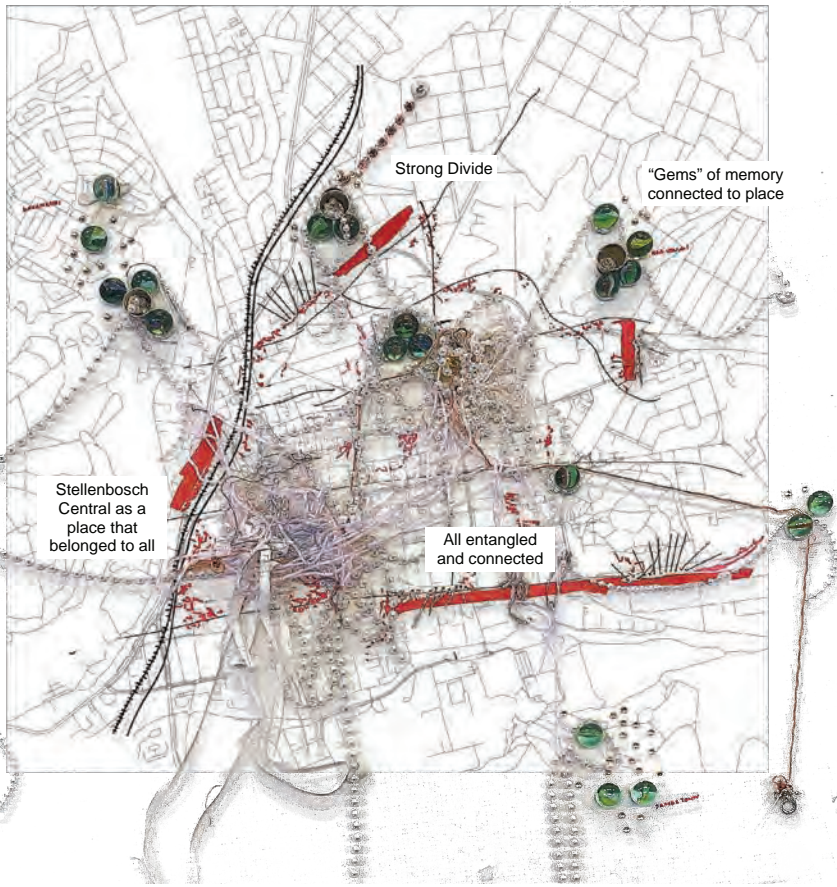 Strong Divide
“Gems” of memory
connected to place
Stellenbosch
Central as a
place that
belonged to all
All entangled
and connected